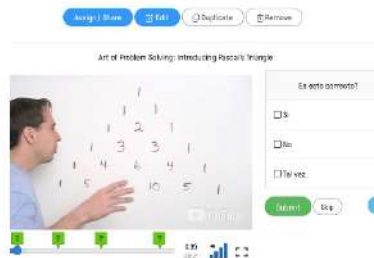 Assign / Share Edit Duplicate Remove
Art of Problem Solving: Introducing Pascal's Triangle
1
1 1
1 2 1
1 3 3 1
1 4 6 4 1
1 5 10 5 1
Es esto correcto?
Si
No
Tal vez
Submit Skip
YouTube